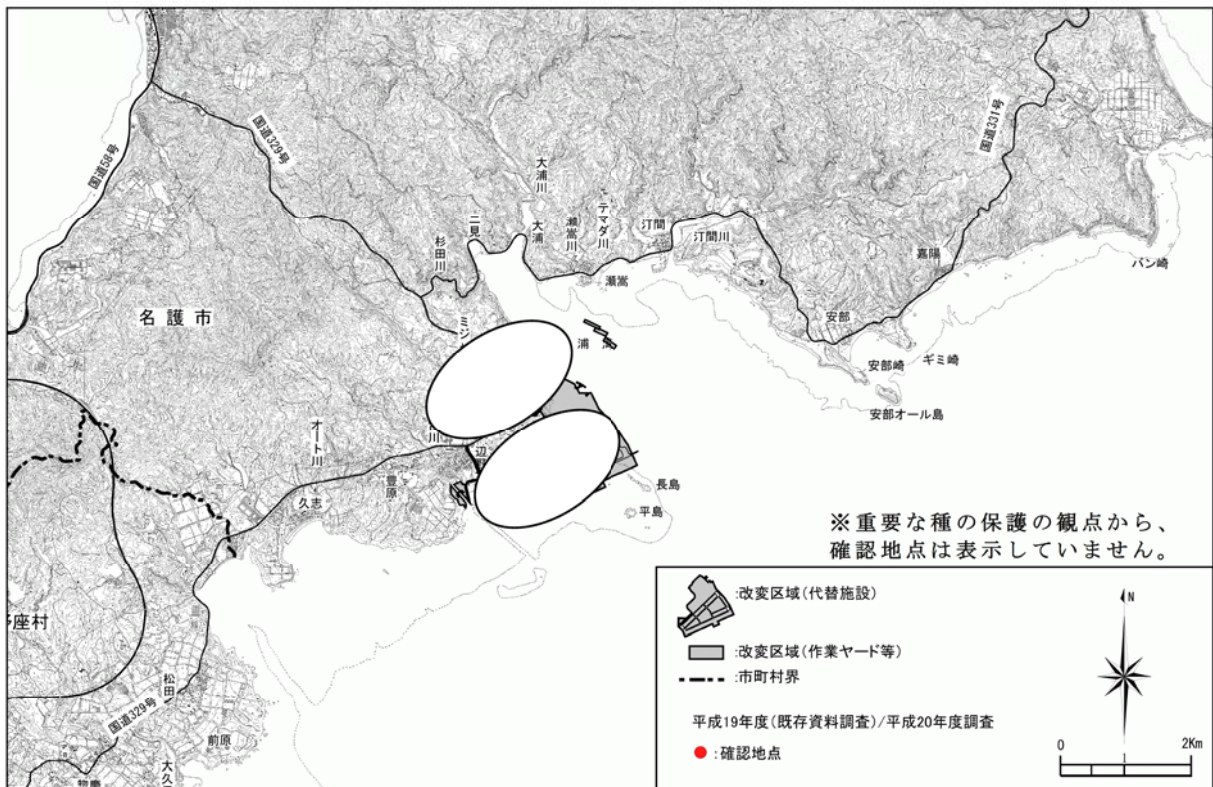 国道58号
国道329号
国道331号
大浦川
大浦
二見
杉田川
瀬嵩川
テマダ川
汀間
汀間川
瀬嵩
嘉陽
バン崎
名護市
安部
安部崎
ギミ崎
安部オール島
オート川
久志
豊原
長島
平島
松田
国道329号
前原
※重要な種の保護の観点から、
確認地点は表示していません。
:改変区域(代替施設)
:改変区域(作業ヤード等)
:市町村界
平成19年度(既存資料調査)/平成20年度調査
:確認地点
N
0
1
2Km